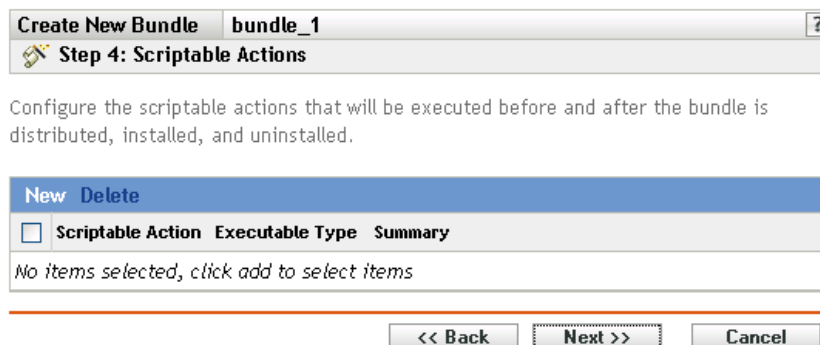 Create New Bundle bundle_1 ?
Step 4: Scriptable Actions
Configure the scriptable actions that will be executed before and after the bundle is
distributed, installed, and uninstalled.
New Delete
Scriptable Action Executable Type Summary
No items selected, click add to select items
<< Back Next >> Cancel